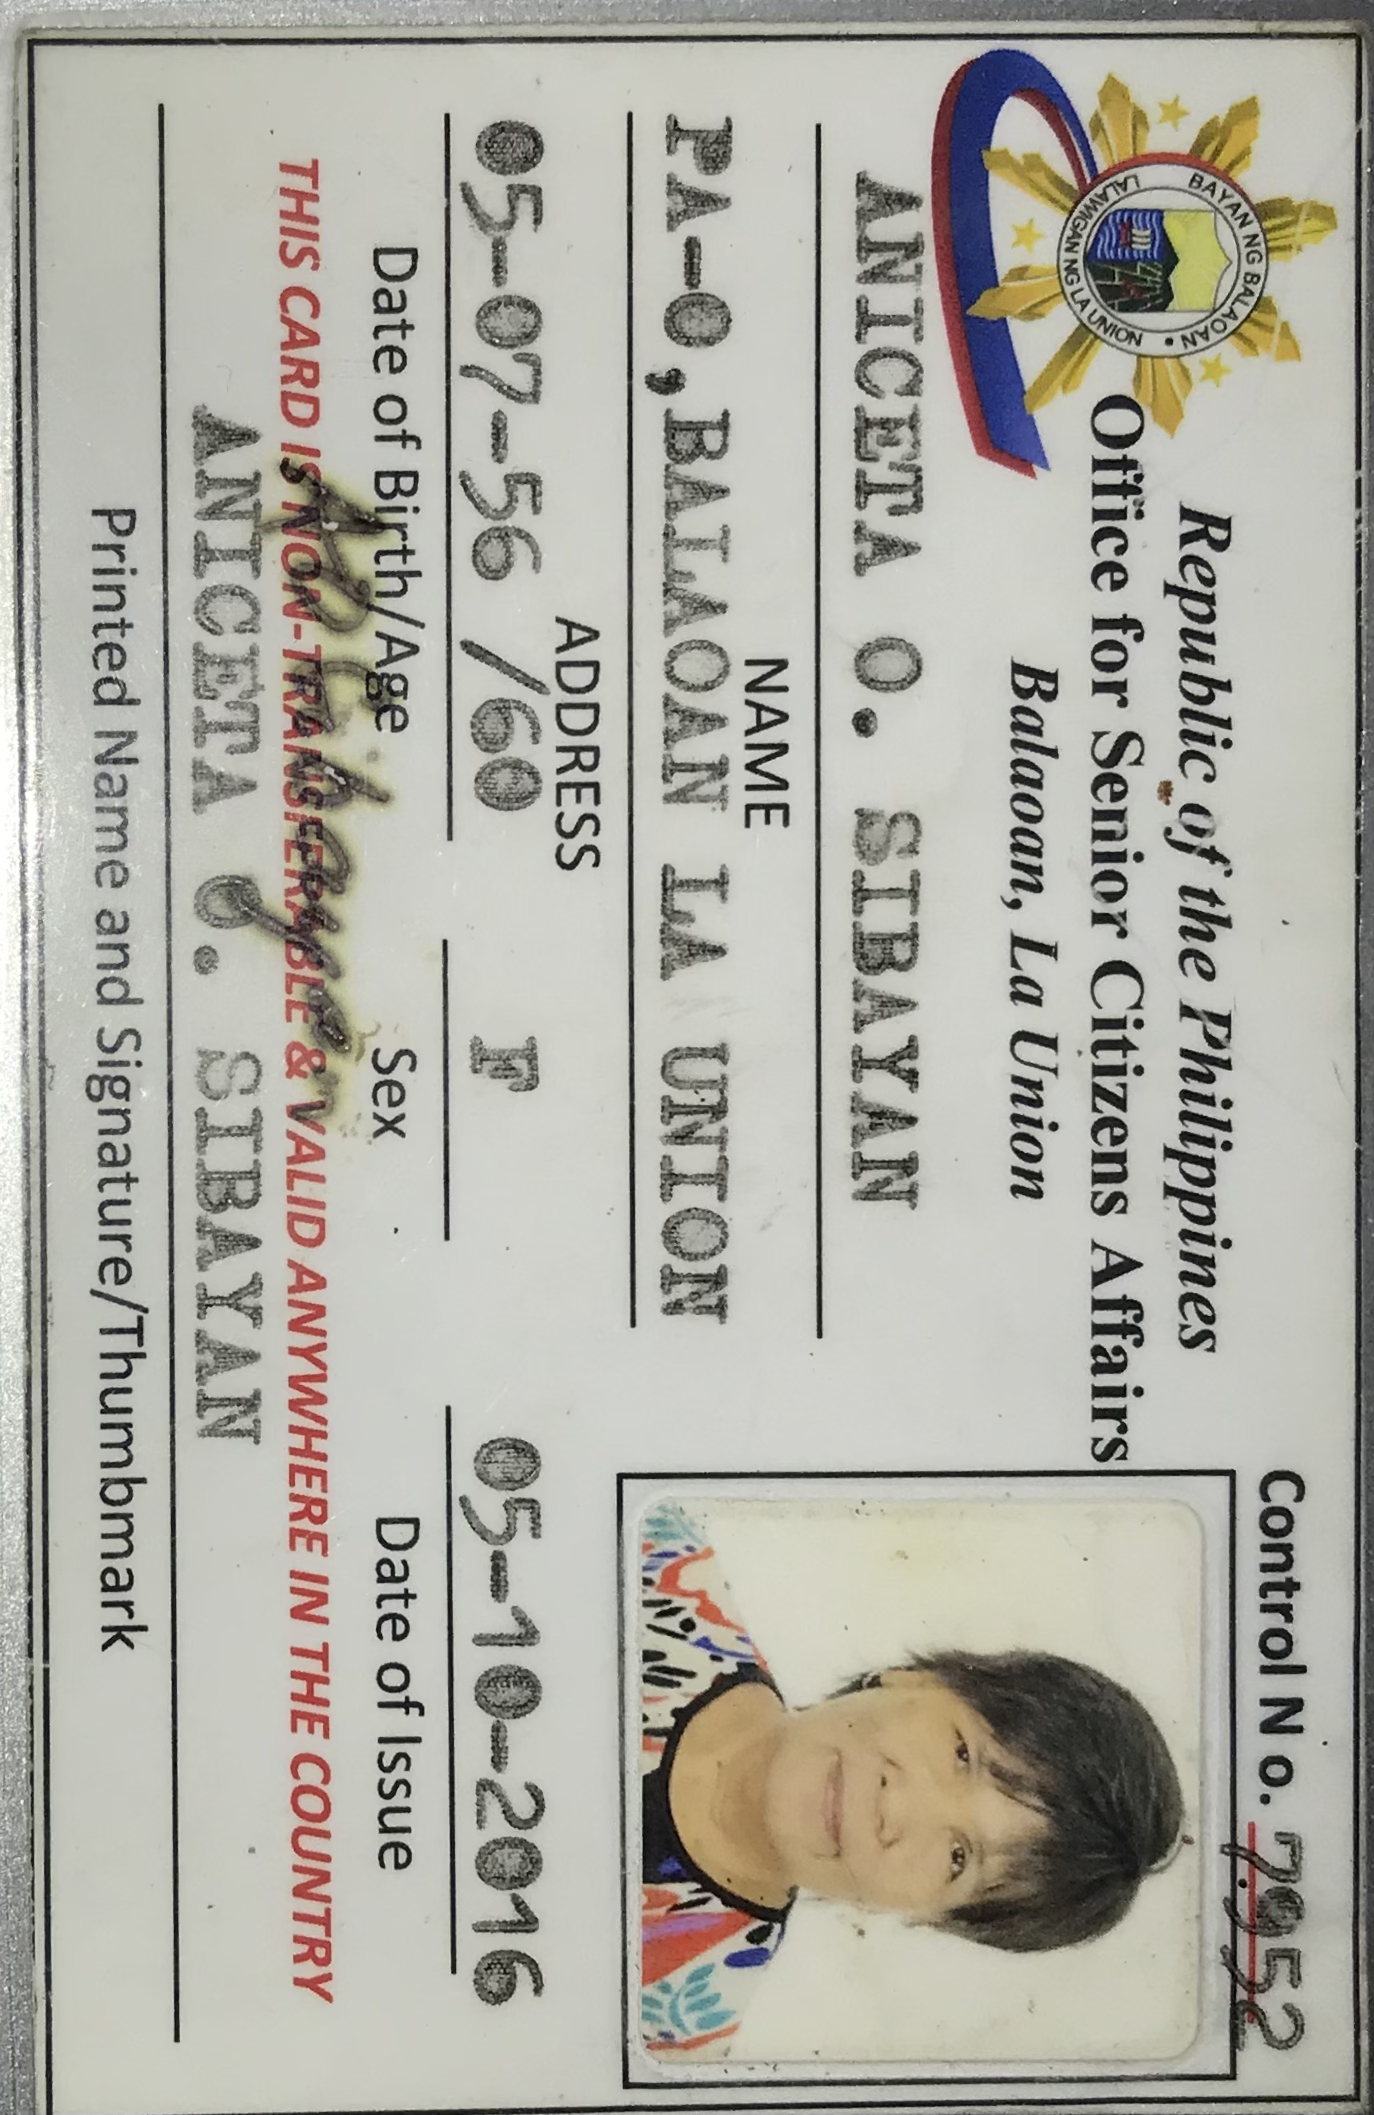 BAYAN NG BALAOAN
LALAWIGAN NG LA UNION
Republic of the Philippines
Office for Senior Citizens Affairs
Balaoan, La Union
Control No. 7952
ANICETA O. SIBAYAN
NAME
PA-O, BALAOAN LA UNION
ADDRESS
05-07-56 /60 F 05-10-2016
Date of Birth/Age Sex Date of Issue
THIS CARD IS NON-TRANSFERABLE & VALID ANYWHERE IN THE COUNTRY
ANICETA O. SIBAYAN
Printed Name and Signature/Thumbmark